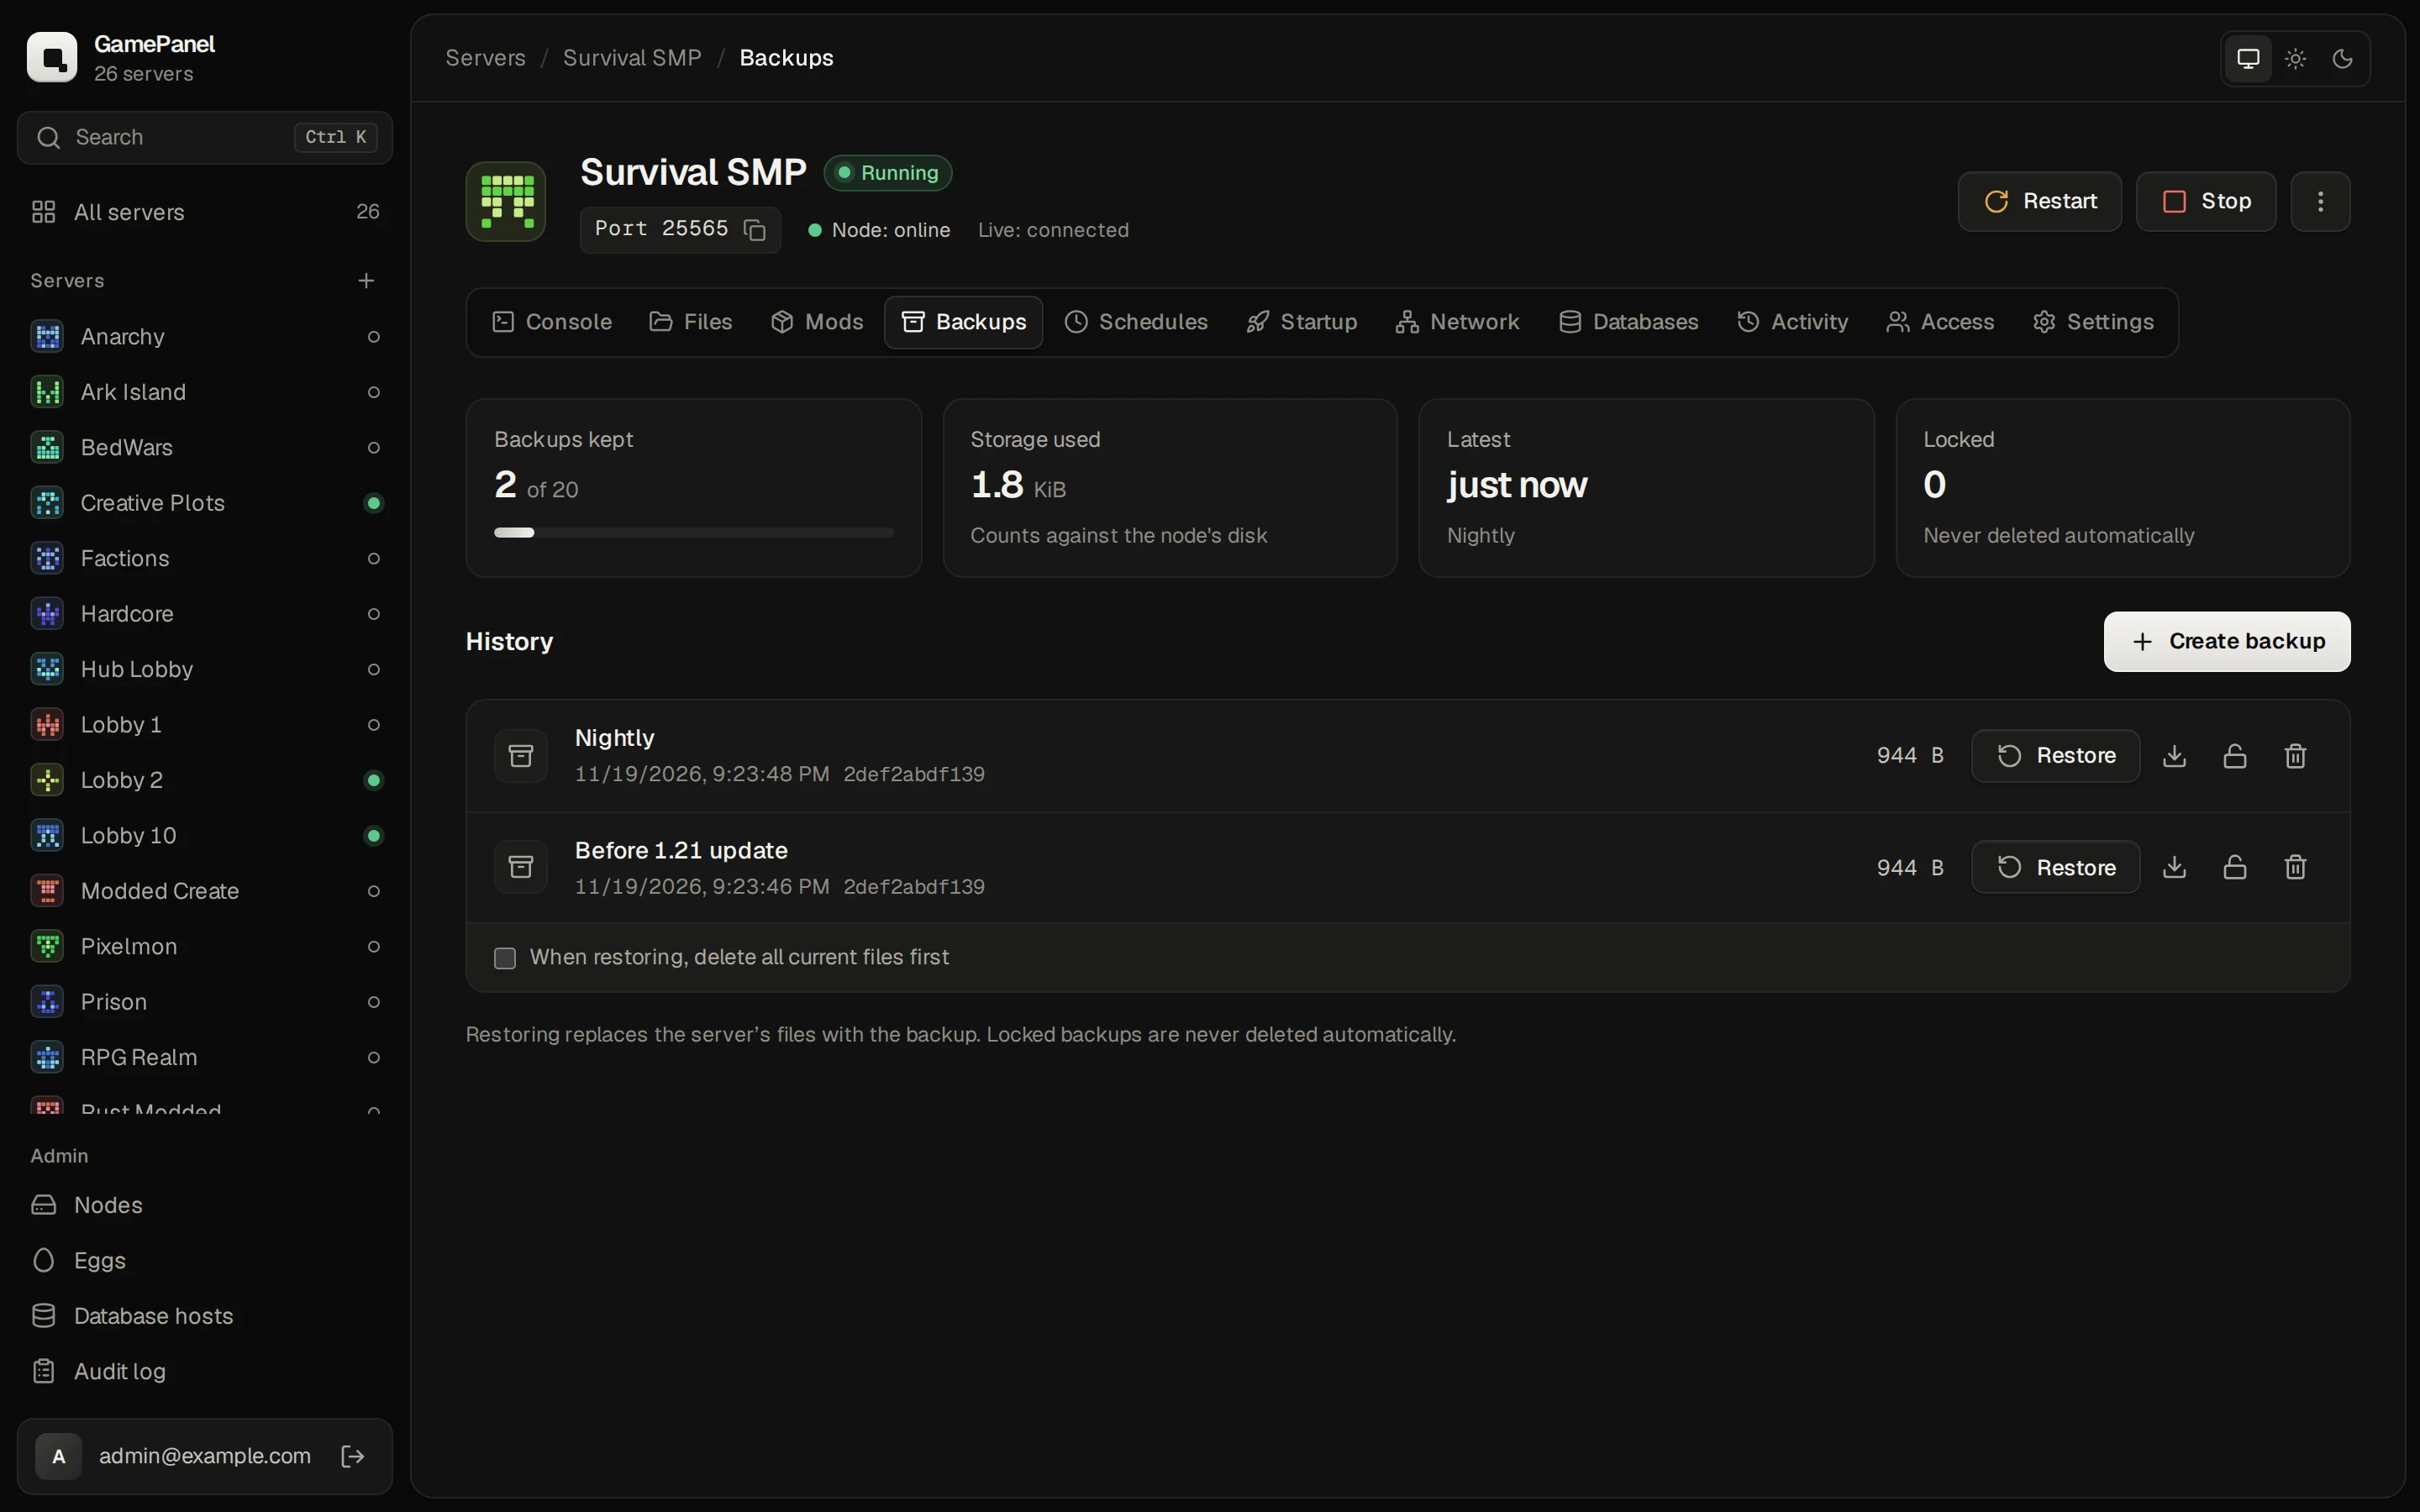 GamePanel
26 servers
Search
Ctrl K
All servers
26
Servers
Anarchy
Ark Island
BedWars
Creative Plots
Factions
Hardcore
Hub Lobby
Lobby 1
Lobby 2
Lobby 10
Modded Create
Pixelmon
Prison
RPG Realm
Rust Modded
Admin
Nodes
Eggs
Database hosts
Audit log
A
admin@example.com
Servers / Survival SMP / Backups
Survival SMP
Running
Port 25565
Node: online
Live: connected
Restart
Stop
Console
Files
Mods
Backups
Schedules
Startup
Network
Databases
Activity
Access
Settings
Backups kept
2 of 20
Storage used
1.8 KiB
Counts against the node's disk
Latest
just now
Nightly
Locked
0
Never deleted automatically
History
Create backup
Nightly
11/19/2026, 9:23:48 PM 2def2abdf139
944 B
Restore
Before 1.21 update
11/19/2026, 9:23:46 PM 2def2abdf139
944 B
Restore
When restoring, delete all current files first
Restoring replaces the server’s files with the backup. Locked backups are never deleted automatically.